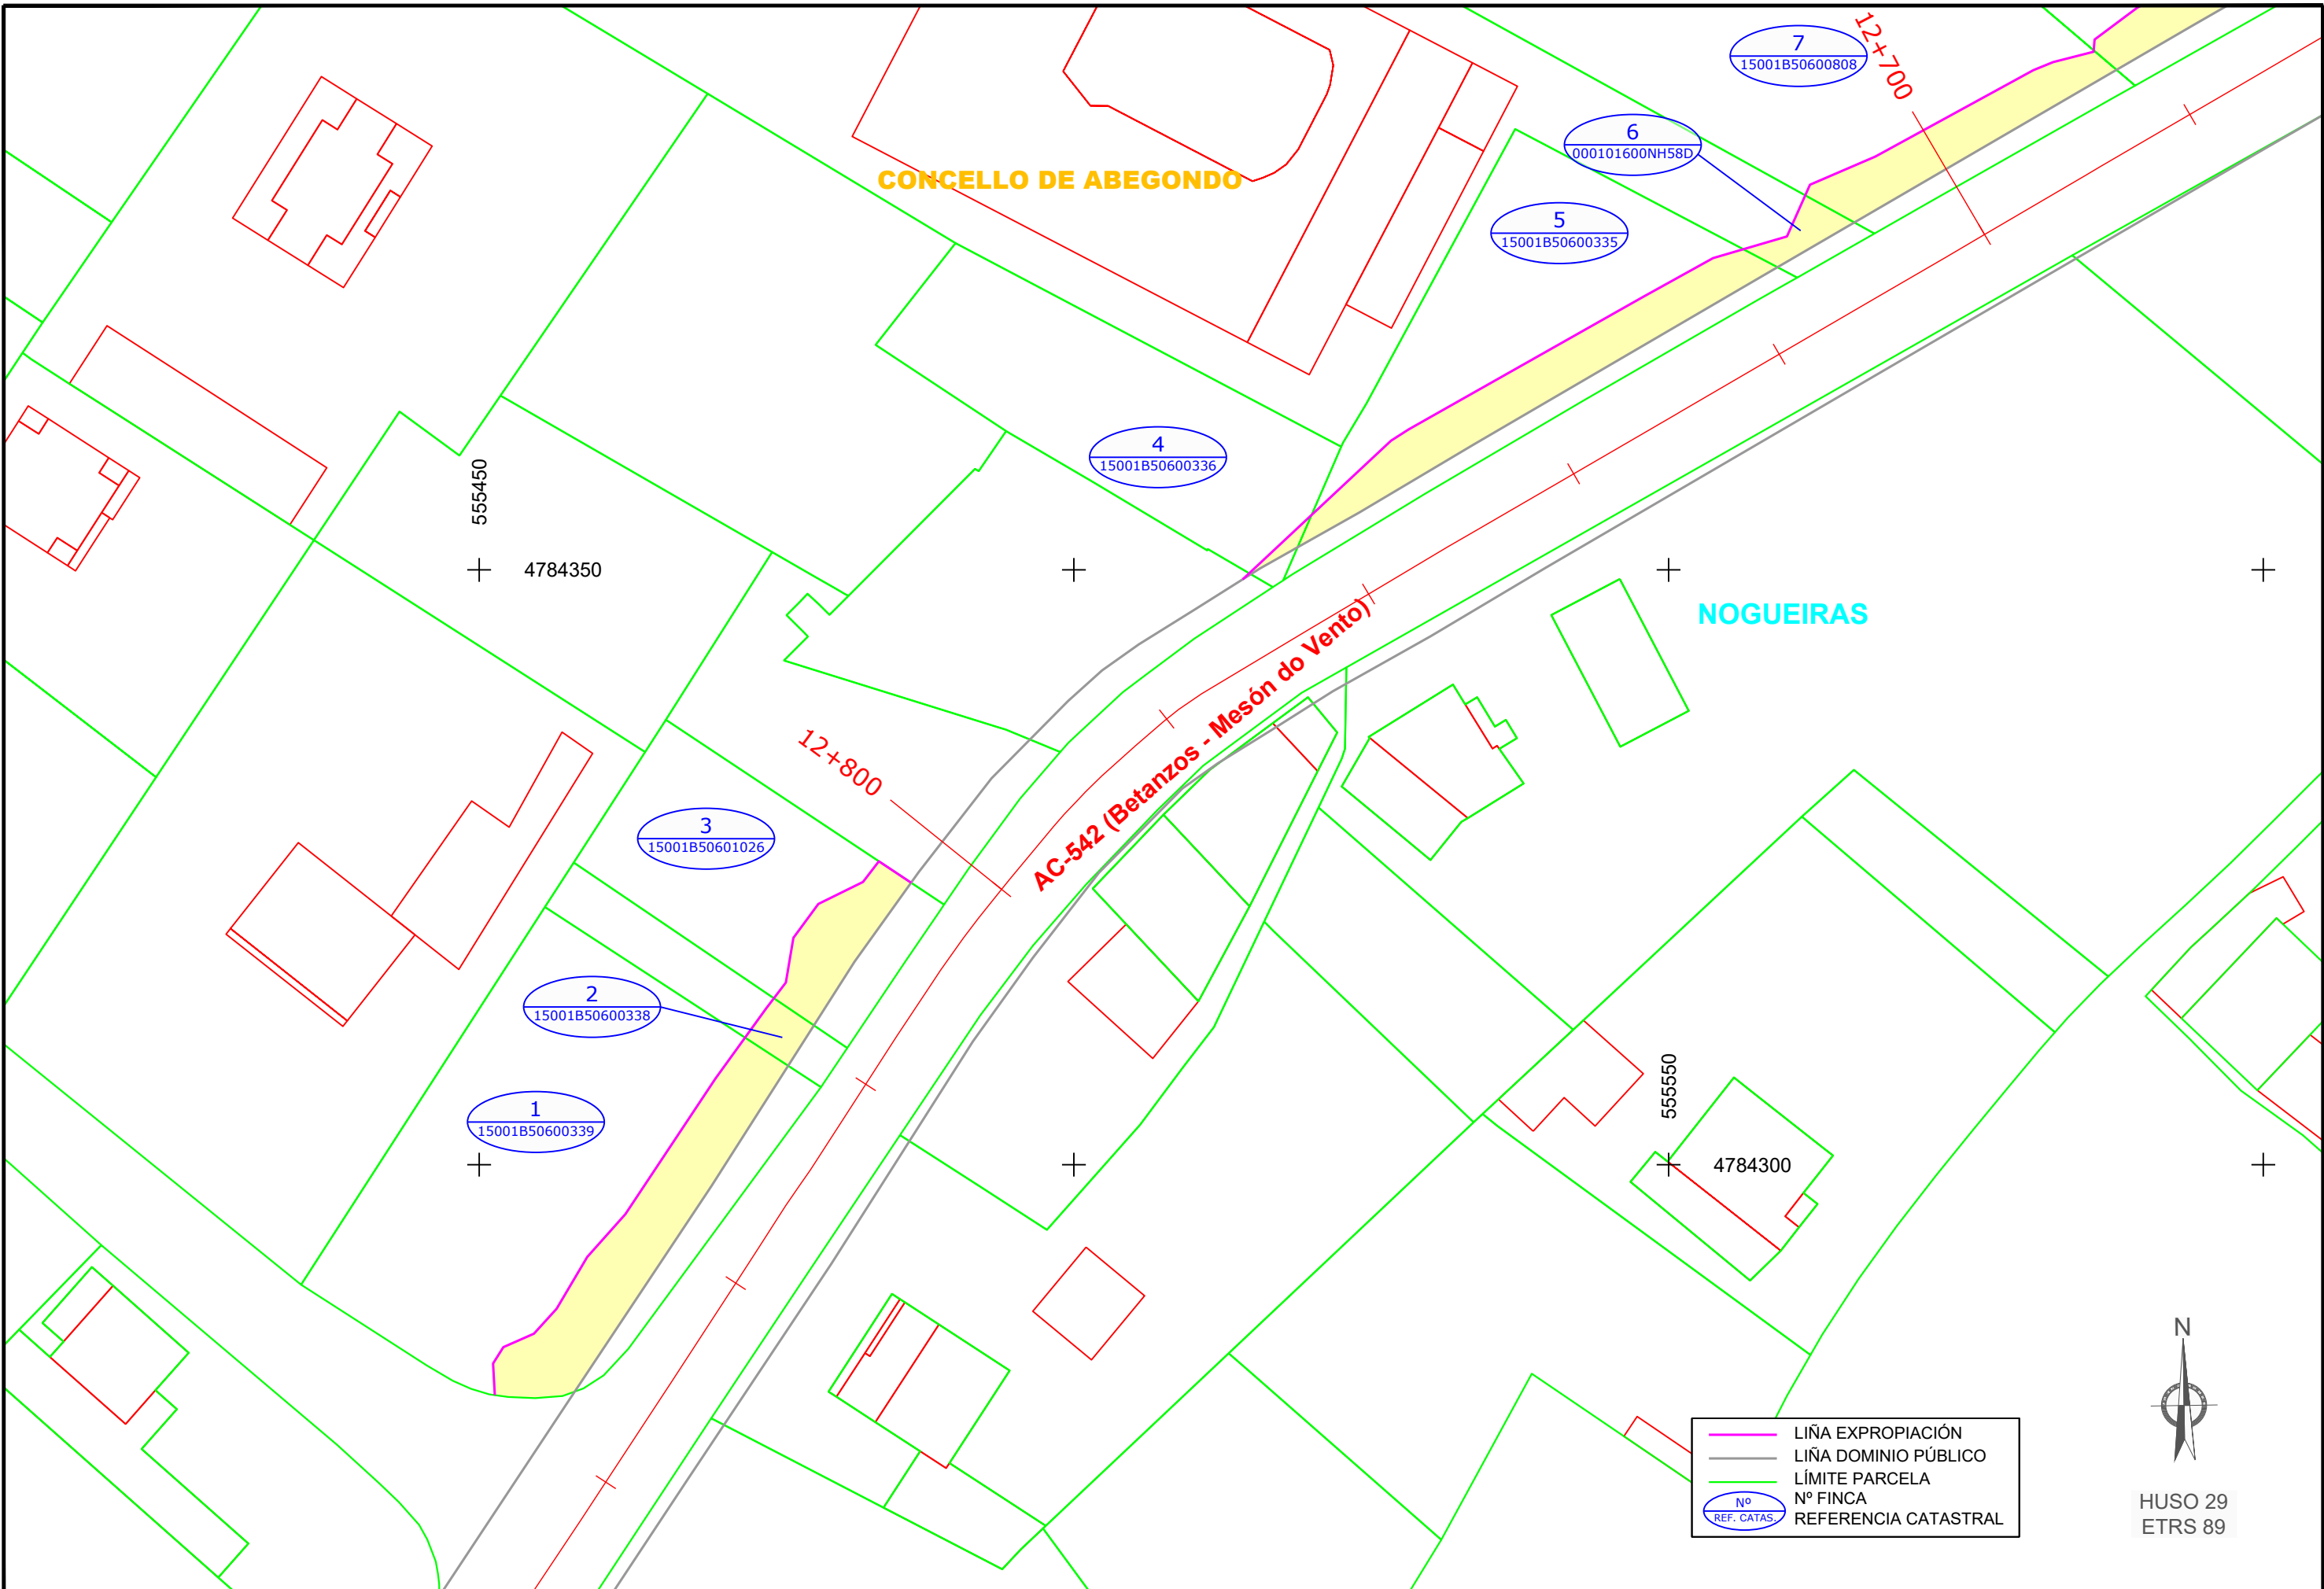 7
15001B50600808
12+700
6
000101600NH58D
CONCELLO DE ABEGONDO
5
15001B50600335
4
15001B50600336
555450
4784350
NOGUEIRAS
AC-542 (Betanzos - Mesón do Vento)
12+800
3
15001B50601026
2
15001B50600338
1
15001B50600339
555550
4784300
N
LIÑA EXPROPIACIÓN
LIÑA DOMINIO PÚBLICO
LÍMITE PARCELA
Nº
REF. CATAS.
Nº FINCA
REFERENCIA CATASTRAL
HUSO 29
ETRS 89